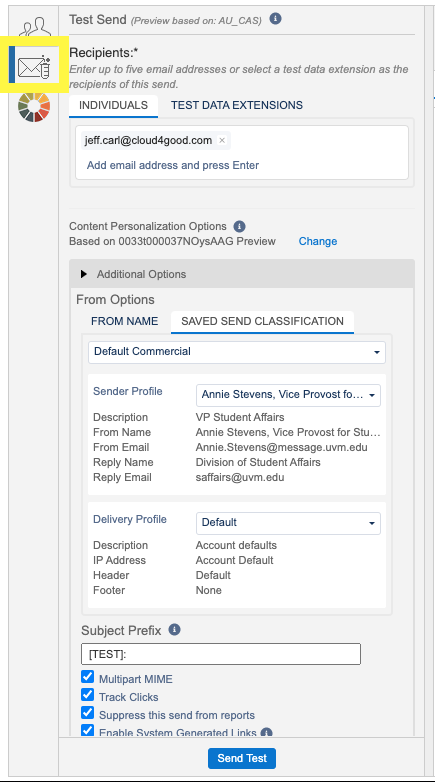 Test Send (Preview based on: AU_CAS)
Recipients:*
Enter up to five email addresses or select a test data extension as the
recipients of this send.
INDIVIDUALS TEST DATA EXTENSIONS
jeff.carl@cloud4good.com ×
Add email address and press Enter
Content Personalization Options
Based on 0033t000037NOysAAG Preview Change
Additional Options
From Options
FROM NAME SAVED SEND CLASSIFICATION
Default Commercial
Sender Profile Annie Stevens, Vice Provost fo...
Description VP Student Affairs
From Name Annie Stevens, Vice Provost for Stu...
From Email Annie.Stevens@message.uvm.edu
Reply Name Division of Student Affairs
Reply Email saffairs@uvm.edu
Delivery Profile Default
Description Account defaults
IP Address Account Default
Header Default
Footer None
Subject Prefix
[TEST]:
Multipart MIME
Track Clicks
Suppress this send from reports
Enable System Generated Links
Send Test